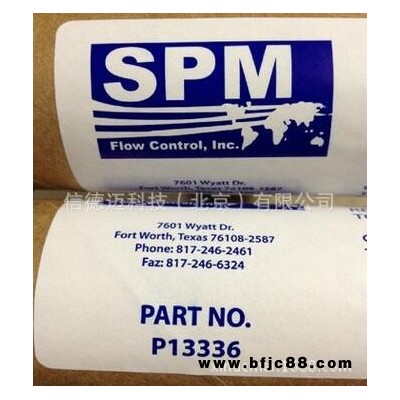 SPM
Flow Control, Inc.
7601 Wyatt Dr.
Fort Worth, Texas 76108-2587
信德迈科技（北京）有限公司
7601 Wyatt Dr.
Fort Worth, Texas 76108-2587
Phone: 817-246-2461
Faz: 817-246-6324
PART NO.
P13336
www.bfjc88.com